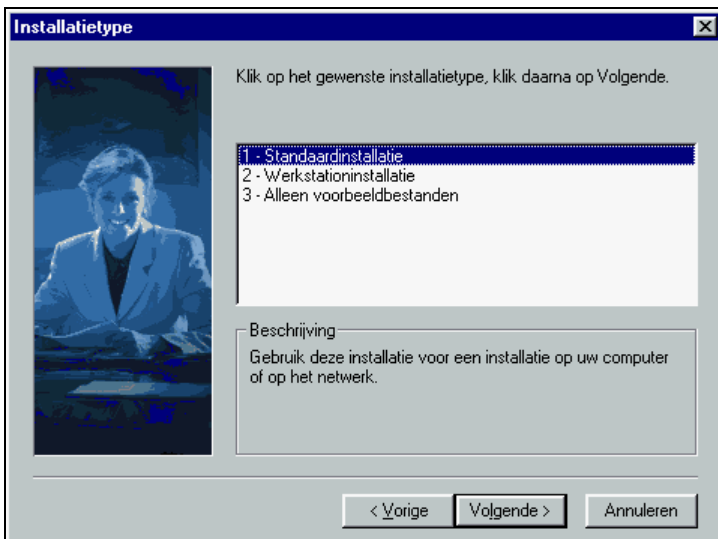 Installatietype
Klik op het gewenste installatietype, klik daarna op Volgende.
1 - Standaardinstallatie
2 - Werkstationinstallatie
3 - Alleen voorbeeldbestanden
Beschrijving
Gebruik deze installatie voor een installatie op uw computer
of op het netwerk.
< Vorige
Volgende >
Annuleren